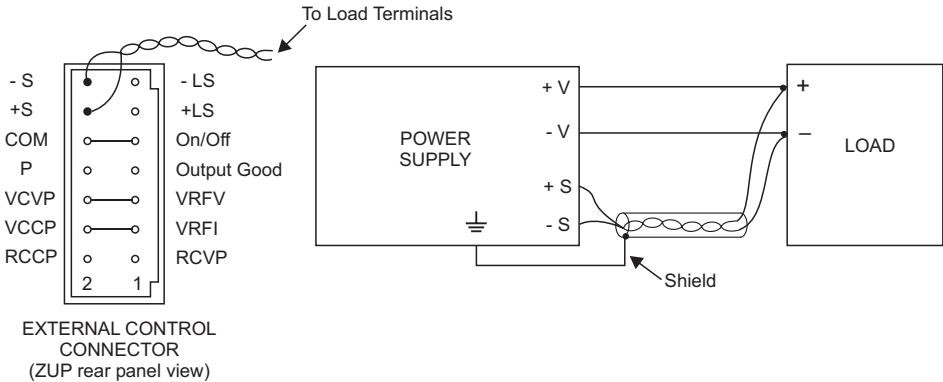 To Load Terminals
- S - LS
+S +LS
COM On/Off
P Output Good
VCVP VRFV
VCCP VRFI
RCCP RCVP
2 1
EXTERNAL CONTROL
CONNECTOR
(ZUP rear panel view)
POWER
SUPPLY
+ V
- V
+ S
- S
+
–
LOAD
Shield